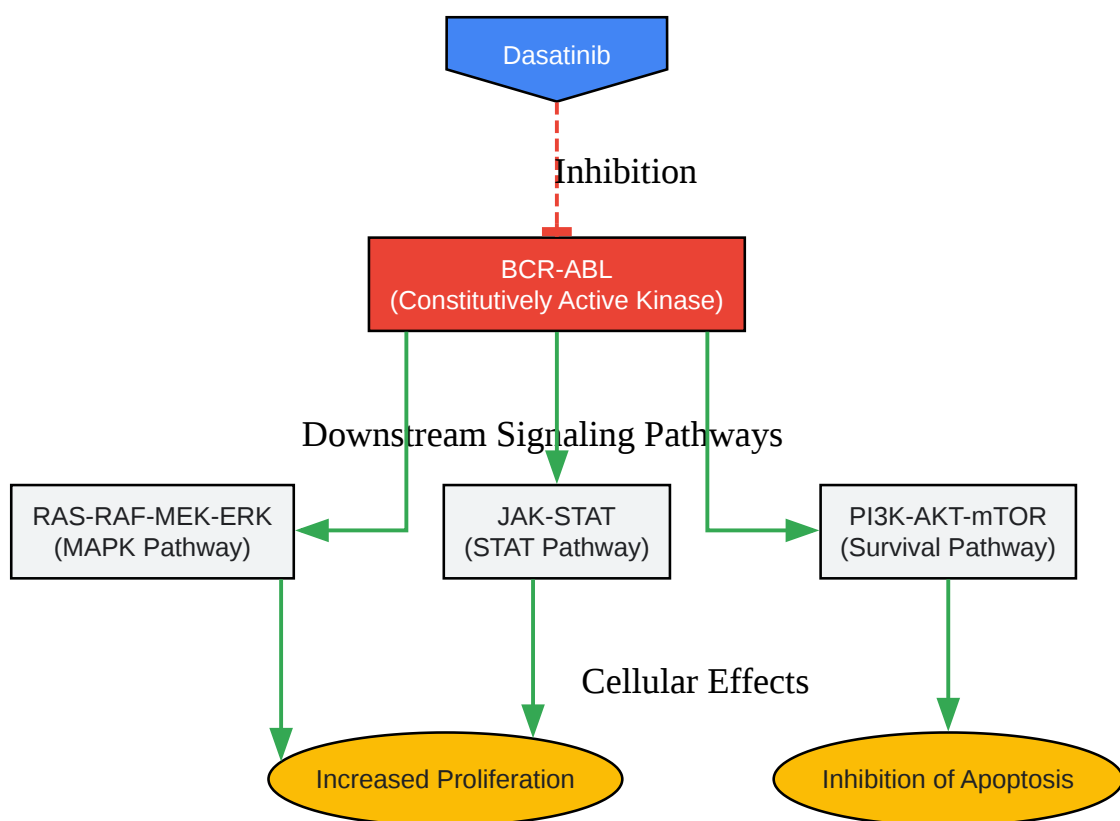 Dasatinib
Inhibition
BCR-ABL
(Constitutively Active Kinase)
Downstream Signaling Pathways
RAS-RAF-MEK-ERK
(MAPK Pathway)
JAK-STAT
(STAT Pathway)
PI3K-AKT-mTOR
(Survival Pathway)
Cellular Effects
Increased Proliferation
Inhibition of Apoptosis